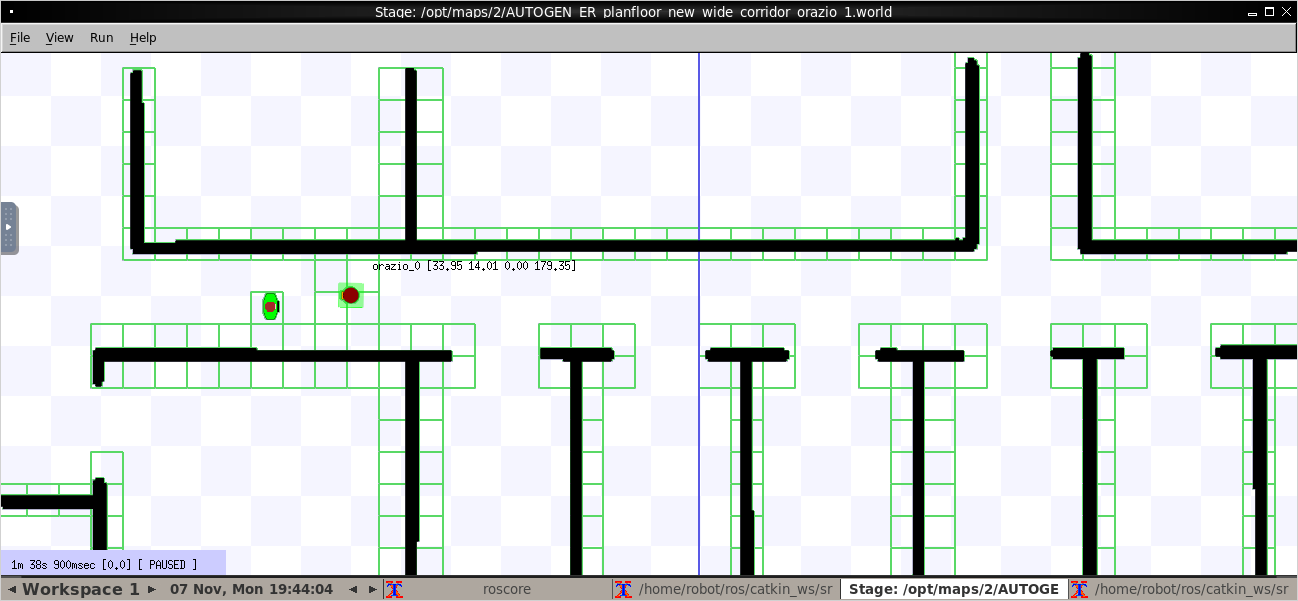 Stage: /opt/maps/2/AUTOGEN_ER_planfloor_new_wide_corridor_orazio_1.world
File View Run Help
orazio_0 [33.95 14.01 0.00 179.35]
1m 38s 900msec [0.0] [ PAUSED ]
Workspace 1 07 Nov, Mon 19:44:04 roscore /home/robot/ros/catkin_ws/sr Stage: /opt/maps/2/AUTOGE /home/robot/ros/catkin_ws/sr